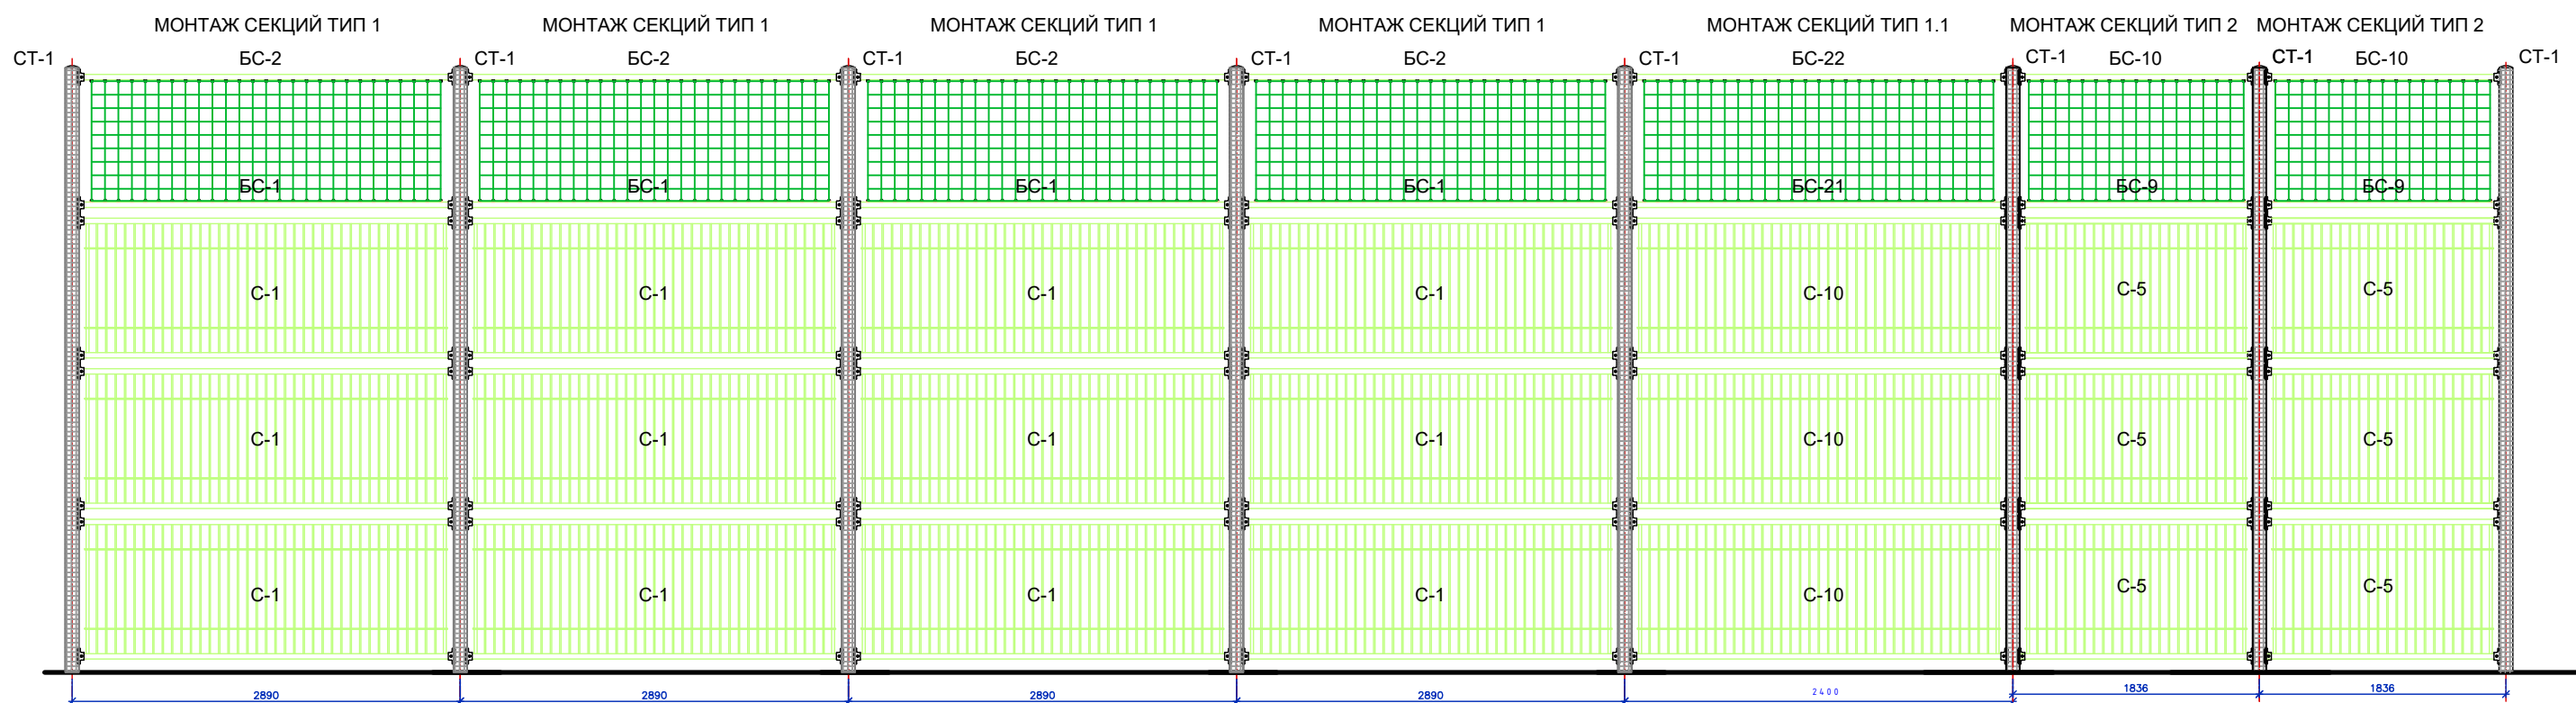 МОНТАЖ СЕКЦИЙ ТИП 1 МОНТАЖ СЕКЦИЙ ТИП 1 МОНТАЖ СЕКЦИЙ ТИП 1 МОНТАЖ СЕКЦИЙ ТИП 1 МОНТАЖ СЕКЦИЙ ТИП 1.1 МОНТАЖ СЕКЦИЙ ТИП 2 МОНТАЖ СЕКЦИЙ ТИП 2
СТ-1 БС-2 СТ-1 БС-2 СТ-1 БС-2 СТ-1 БС-2 СТ-1 БС-22 СТ-1 БС-10 СТ-1 БС-10 СТ-1
БС-1 БС-1 БС-1 БС-1 БС-21 БС-9 БС-9
С-1 С-1 С-1 С-1 С-10 С-5 С-5
С-1 С-1 С-1 С-1 С-10 С-5 С-5
С-1 С-1 С-1 С-1 С-10 С-5 С-5
2890 2890 2890 2890 2400 1836 1836